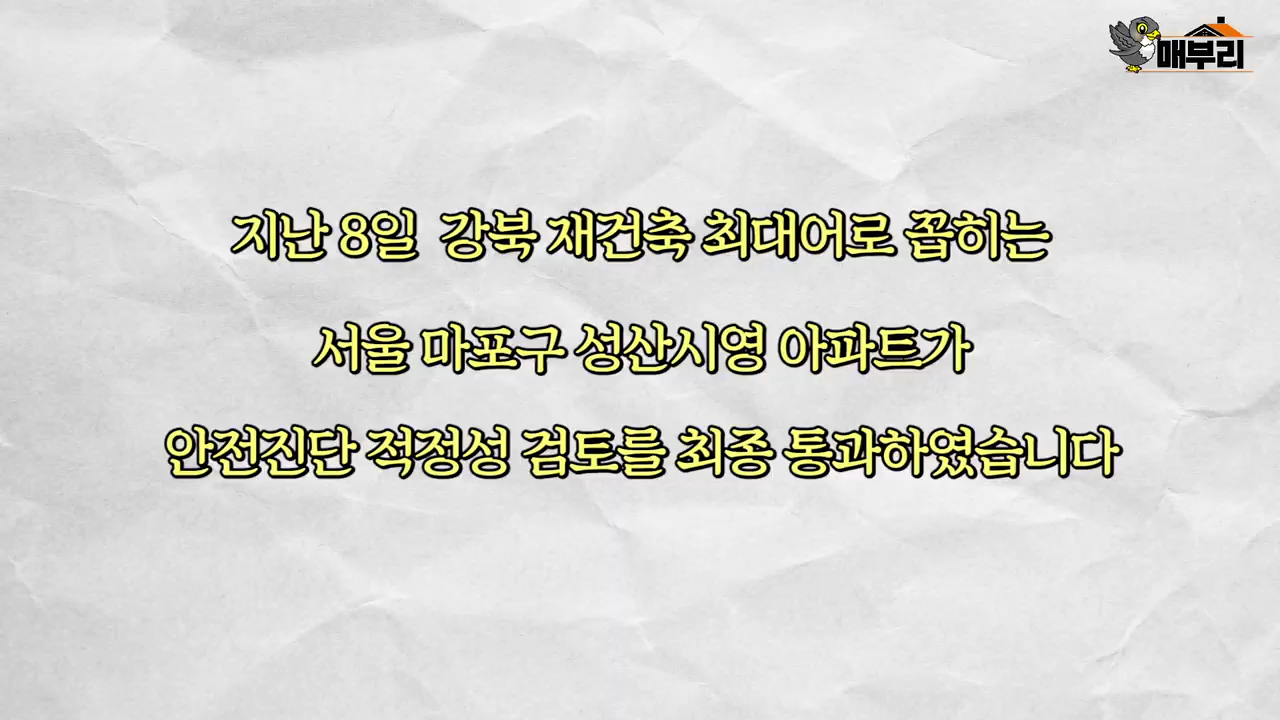 매부리
지난 8일 강북 재건축 최대어로 꼽히는
서울 마포구 성산시영 아파트가
안전진단 적정성 검토를 최종 통과하였습니다